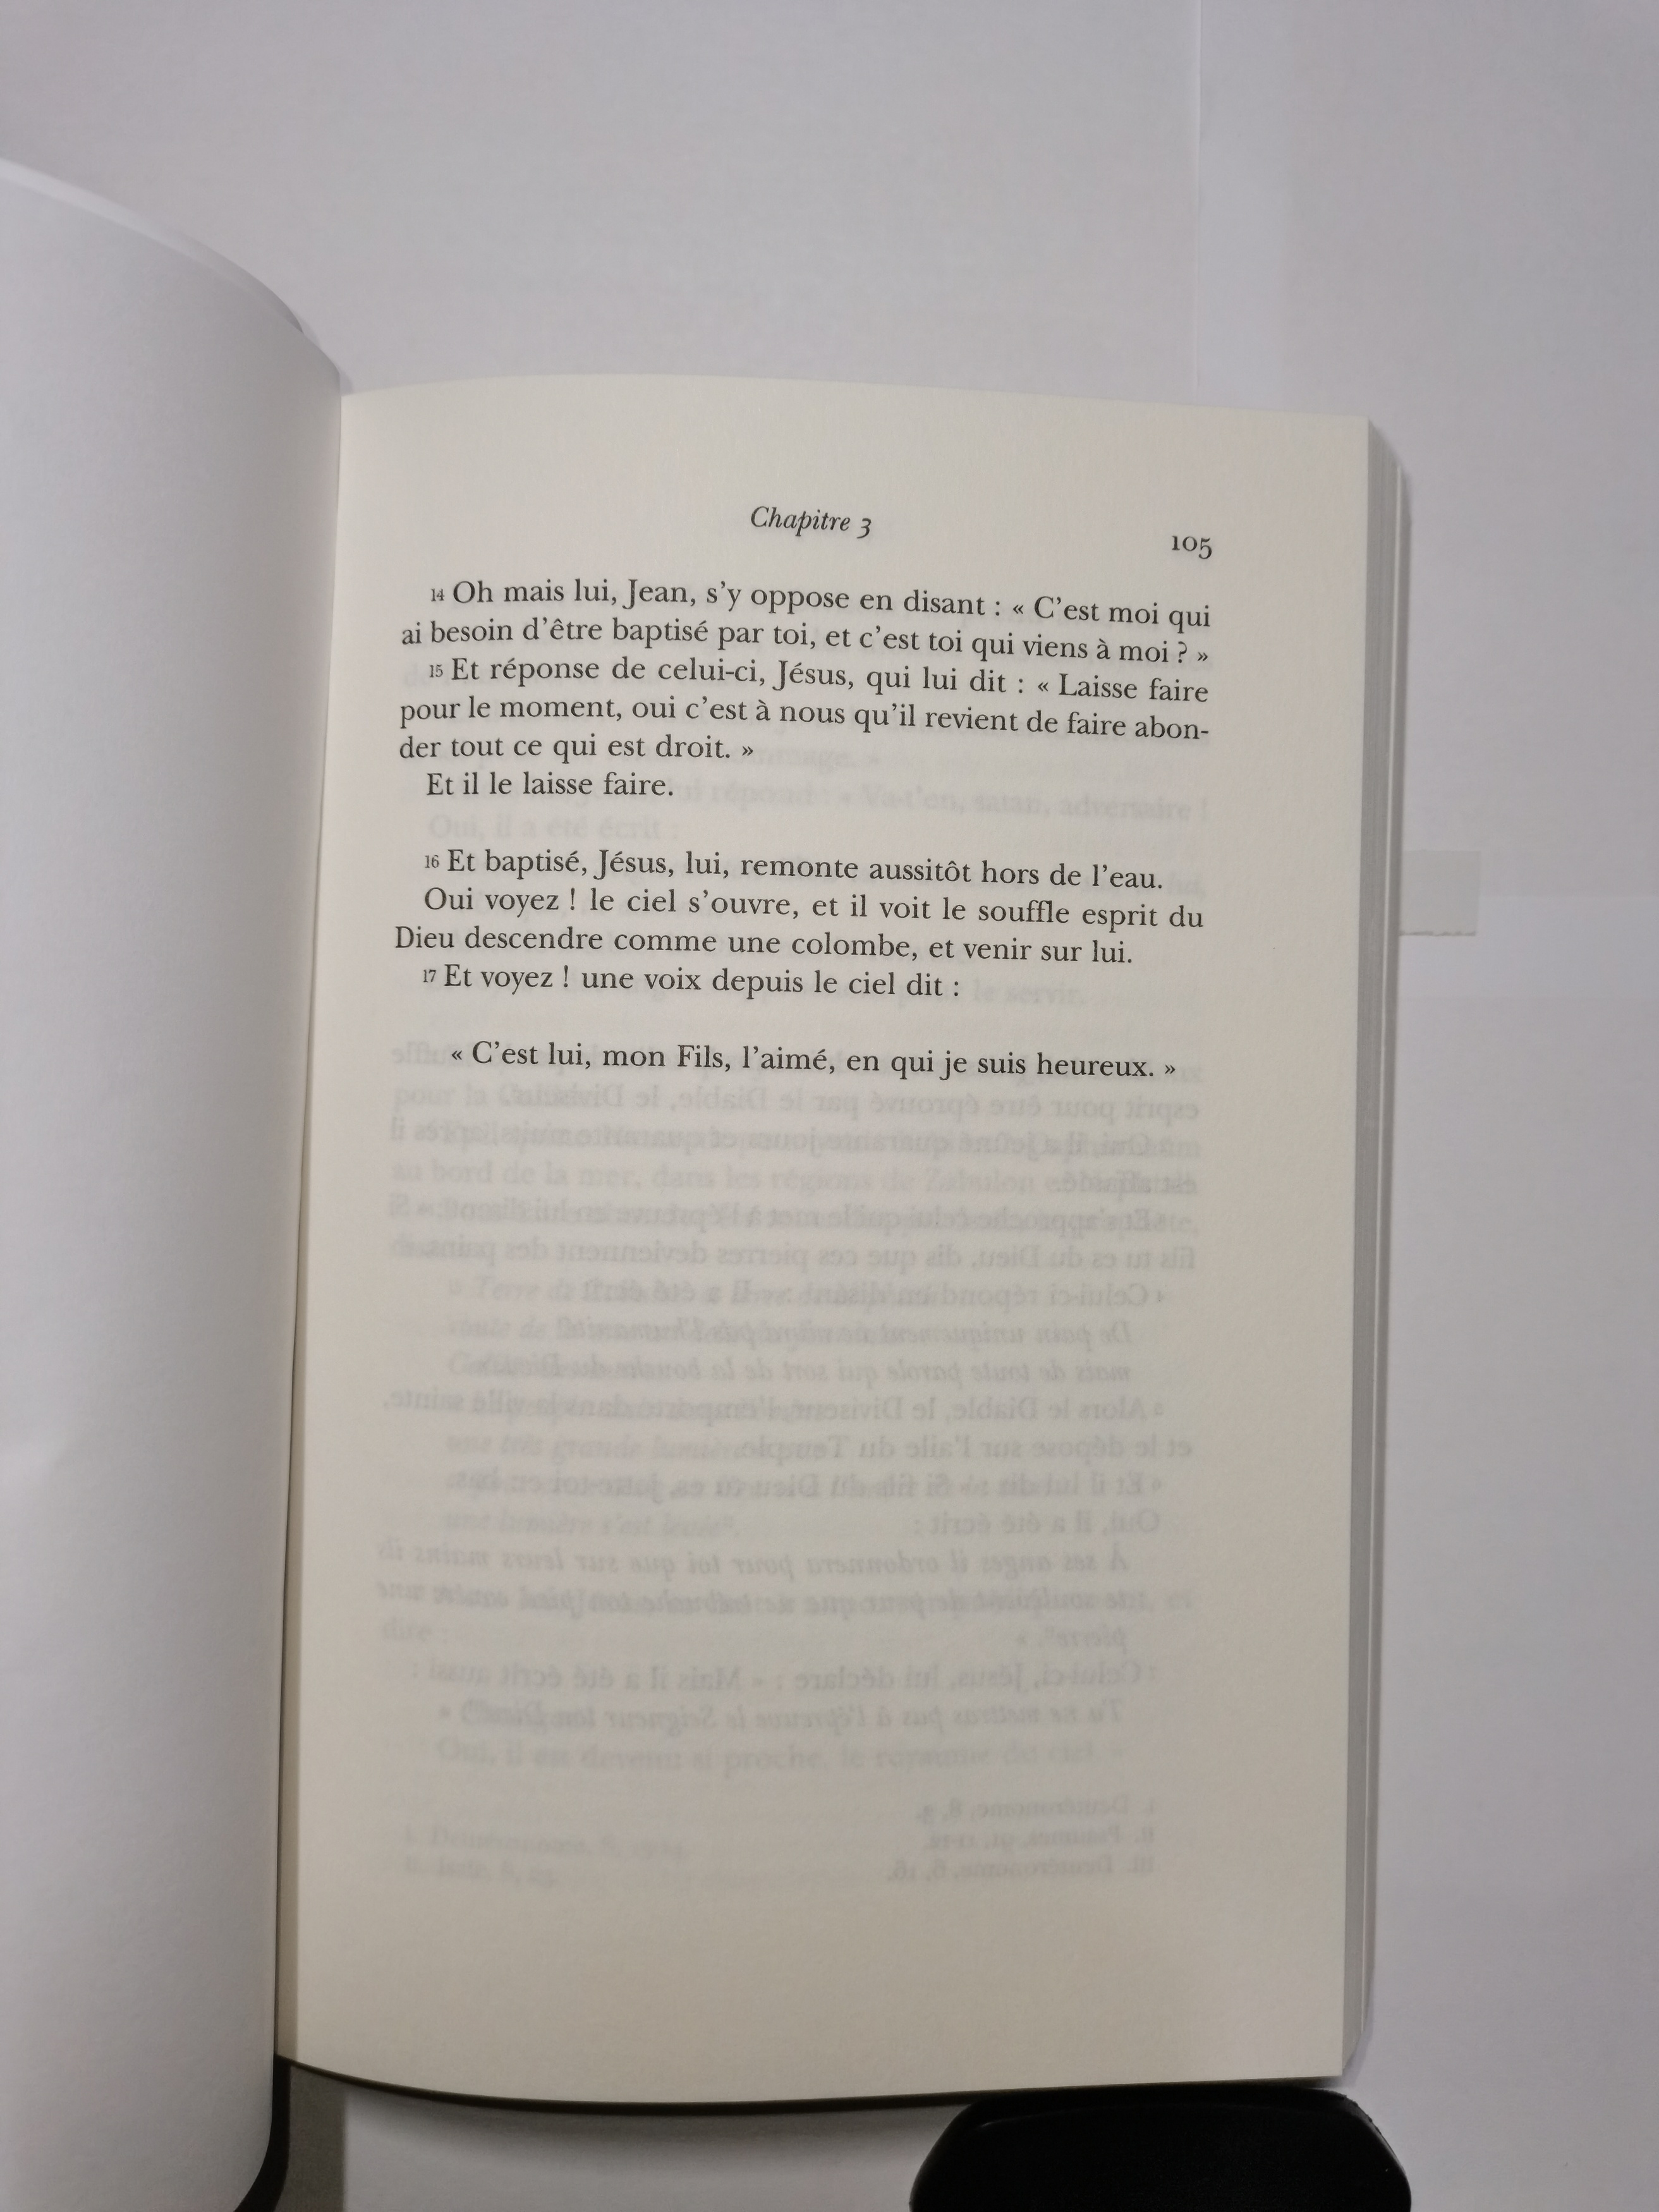 Chapitre 3
105
14 Oh mais lui, Jean, s’y oppose en disant : « C’est moi qui
ai besoin d’être baptisé par toi, et c’est toi qui viens à moi ? »
15 Et réponse de celui-ci, Jésus, qui lui dit : « Laisse faire
pour le moment, oui c’est à nous qu’il revient de faire abon-
der tout ce qui est droit. »
Et il le laisse faire.
16 Et baptisé, Jésus, lui, remonte aussitôt hors de l’eau.
Oui voyez ! le ciel s’ouvre, et il voit le souffle esprit du
Dieu descendre comme une colombe, et venir sur lui.
17 Et voyez ! une voix depuis le ciel dit :
« C’est lui, mon Fils, l’aimé, en qui je suis heureux. »